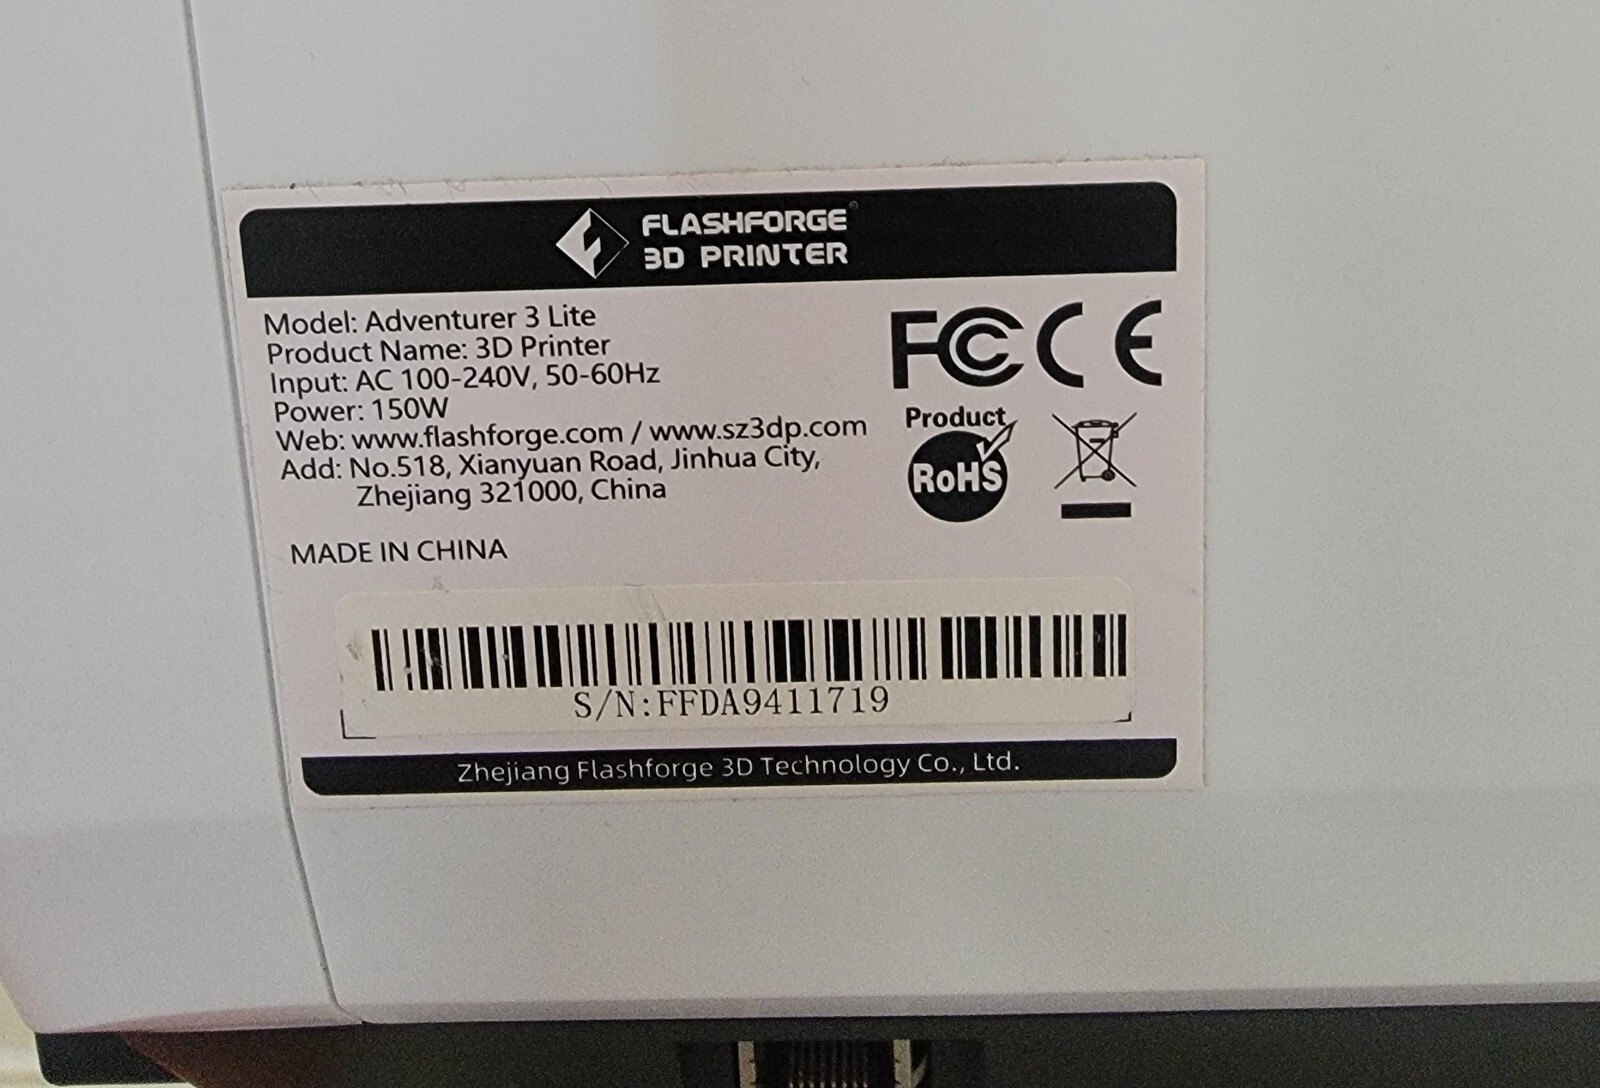 FLASHFORGE®
3D PRINTER
Model: Adventurer 3 Lite
Product Name: 3D Printer
Input: AC 100-240V, 50-60Hz
Power: 150W
Web: www.flashforge.com / www.sz3dp.com
Add: No.518, Xianyuan Road, Jinhua City,
Zhejiang 321000, China
MADE IN CHINA
FC CE
Product
RoHS
S/N:FFDA9411719
Zhejiang Flashforge 3D Technology Co., Ltd.